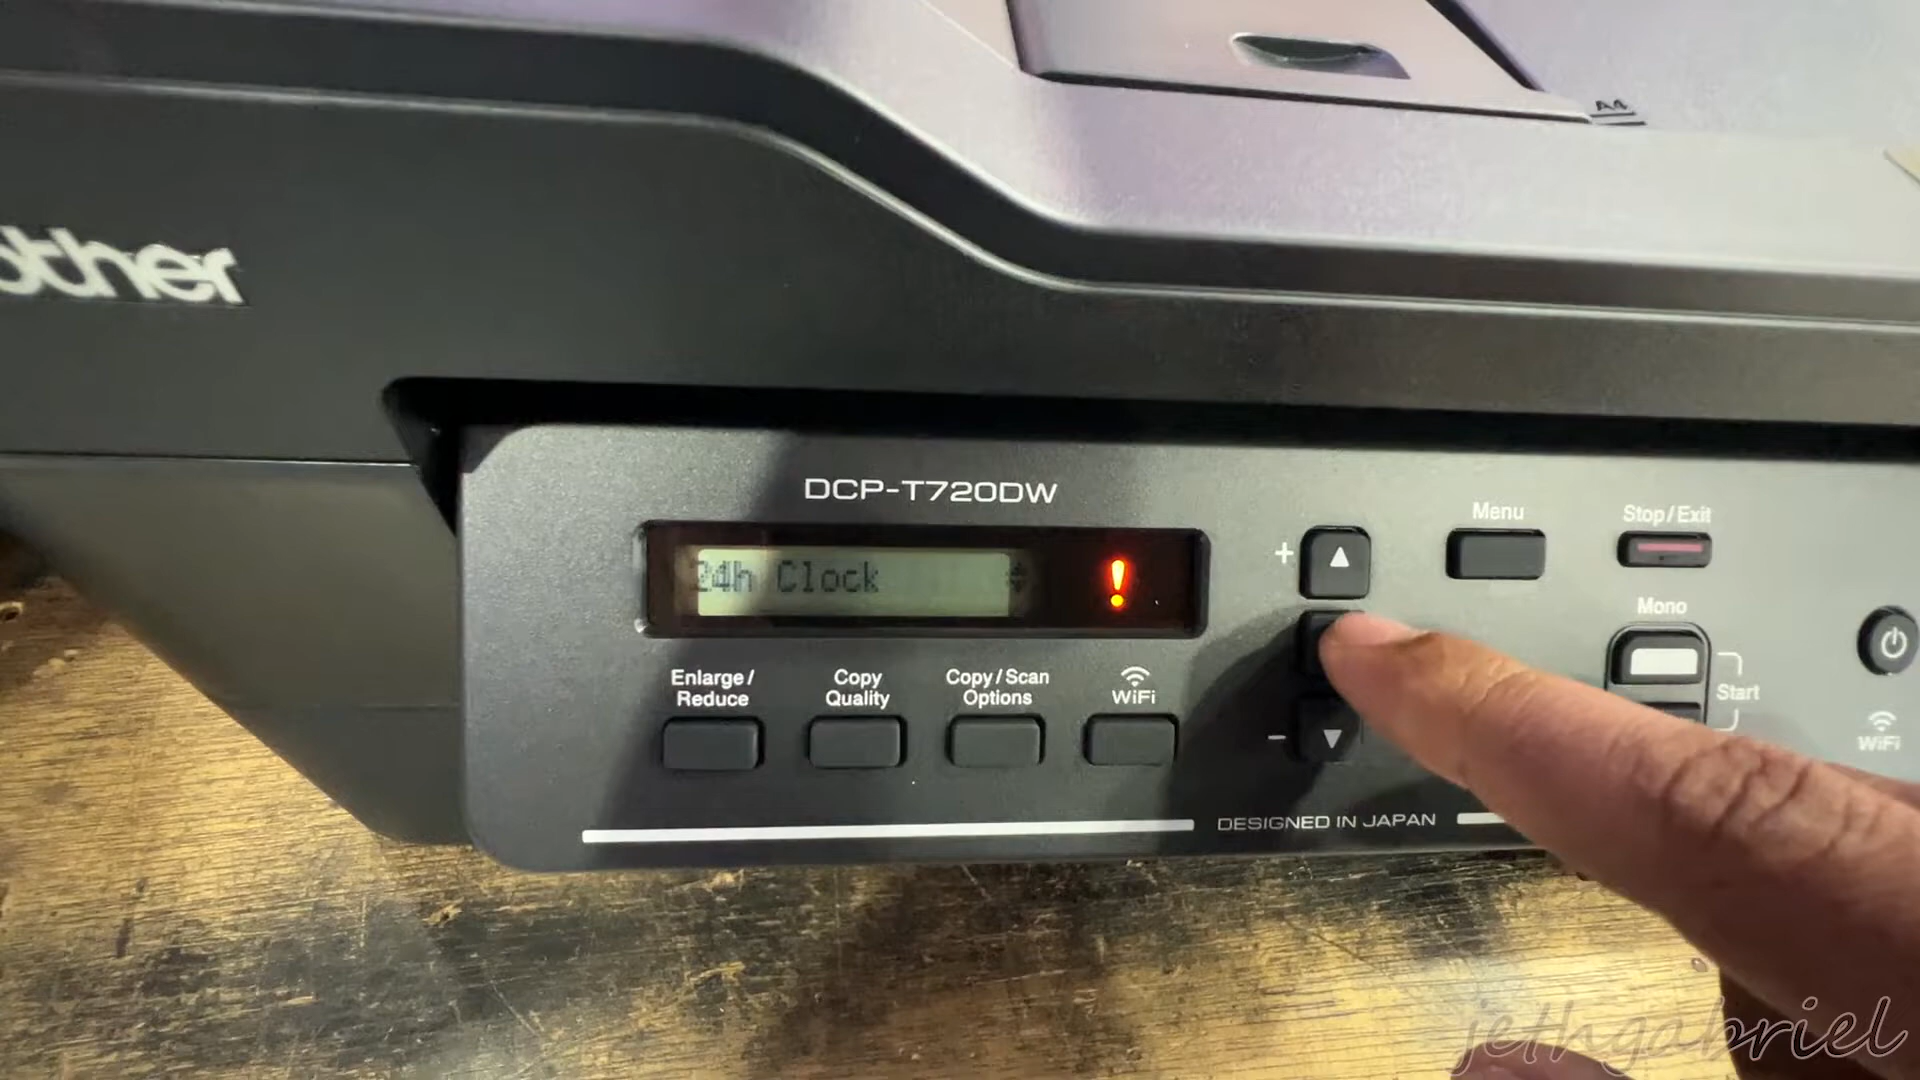 A4
other
DCP-T720DW
24h Clock
+
Menu
Stop/Exit
Mono
Enlarge/
Reduce
Copy
Quality
Copy/Scan
Options
WiFi
Start
WiFi
-
DESIGNED IN JAPAN
jethgabriel